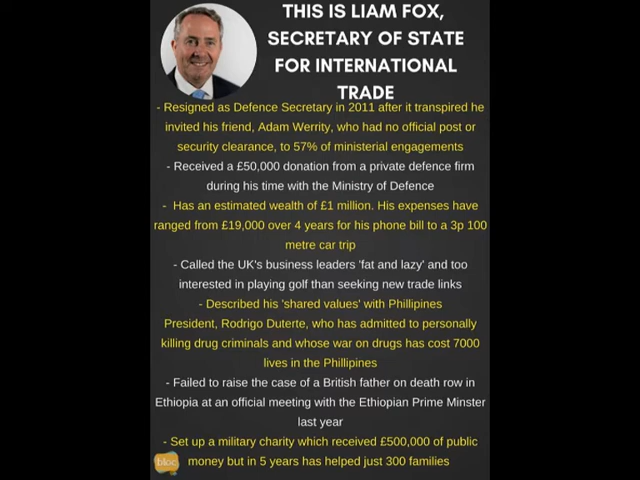 THIS IS LIAM FOX,
SECRETARY OF STATE
FOR INTERNATIONAL
TRADE
- Resigned as Defence Secretary in 2011 after it transpired he
invited his friend, Adam Werrity, who had no official post or
security clearance, to 57% of ministerial engagements
- Received a £50,000 donation from a private defence firm
during his time with the Ministry of Defence
- Has an estimated wealth of £1 million. His expenses have
ranged from £19,000 over 4 years for his phone bill to a 3p 100
metre car trip
- Called the UK's business leaders 'fat and lazy' and too
interested in playing golf than seeking new trade links
- Described his 'shared values' with Phillipines
President, Rodrigo Duterte, who has admitted to personally
killing drug criminals and whose war on drugs has cost 7000
lives in the Phillipines
- Failed to raise the case of a British father on death row in
Ethiopia at an official meeting with the Ethiopian Prime Minster
last year
- Set up a military charity which received £500,000 of public
money but in 5 years has helped just 300 families
bloc